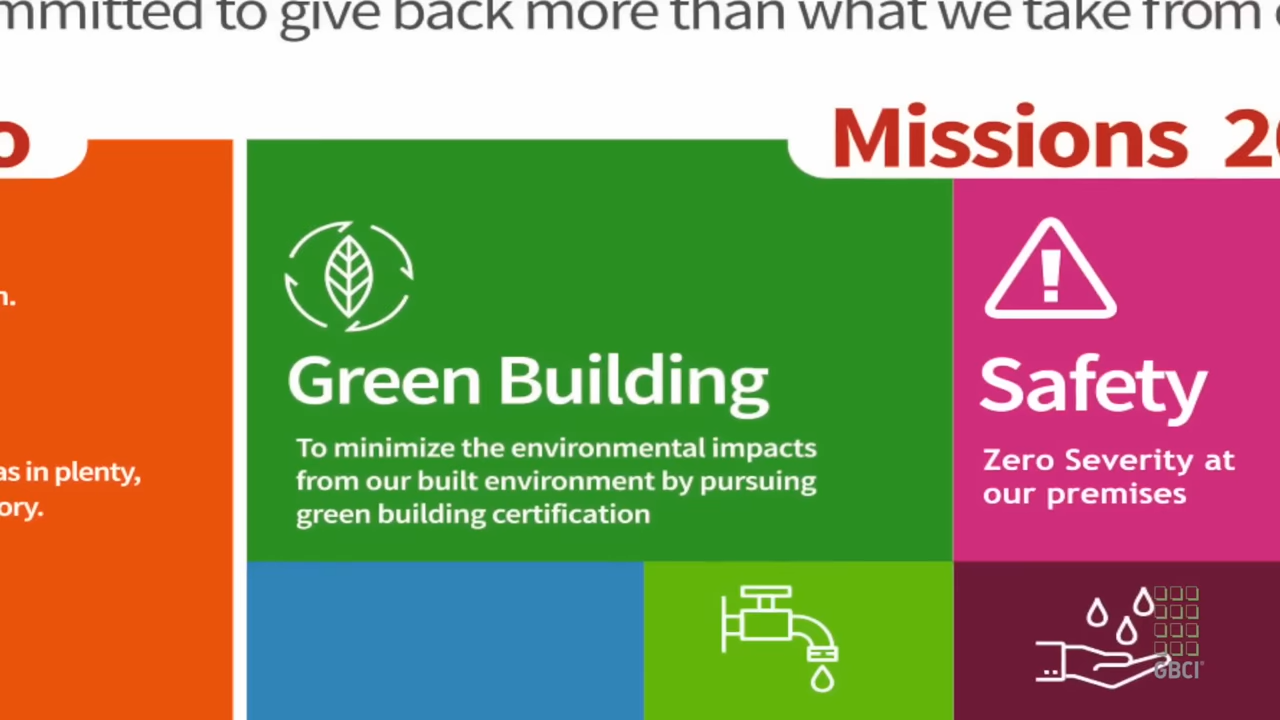 mmitted to give back more than what we take from
o
Missions 20
n.
as in plenty,
ory.
Green Building
To minimize the environmental impacts
from our built environment by pursuing
green building certification
Safety
Zero Severity at
our premises
GBCI